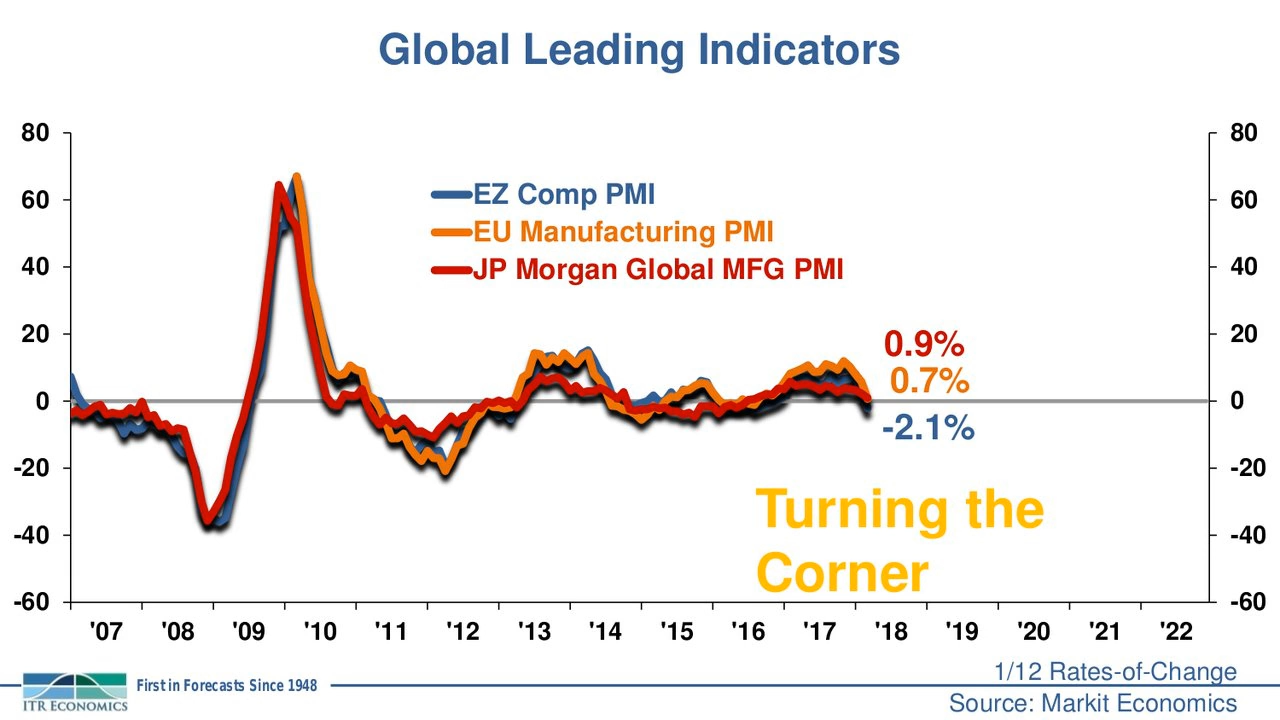 Global Leading Indicators
80
60
40
20
0
-20
-40
-60
80
60
40
20
0
-20
-40
-60
EZ Comp PMI
EU Manufacturing PMI
JP Morgan Global MFG PMI
0.9%
0.7%
-2.1%
Turning the
Corner
'07 '08 '09 '10 '11 '12 '13 '14 '15 '16 '17 '18 '19 '20 '21 '22
ITR ECONOMICS
First in Forecasts Since 1948
1/12 Rates-of-Change
Source: Markit Economics